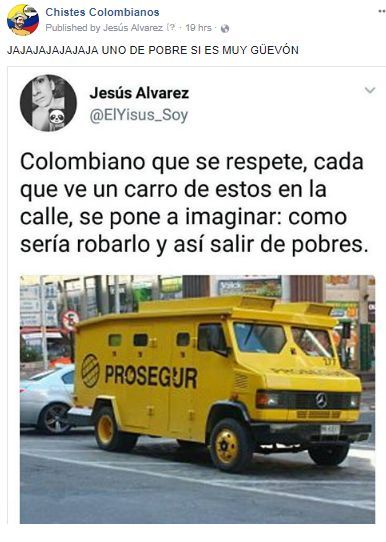 Chistes Colombianos
Published by Jesús Alvarez [?] · 19 hrs ·
JAJAJAJAJAJAJA UNO DE POBRE SI ES MUY GÜEVÓN
Jesús Alvarez
@ElYisus_Soy
Colombiano que se respete, cada
que ve un carro de estos en la
calle, se pone a imaginar: como
sería robarlo y así salir de pobres.
PROSEGUR
PROSEGUR